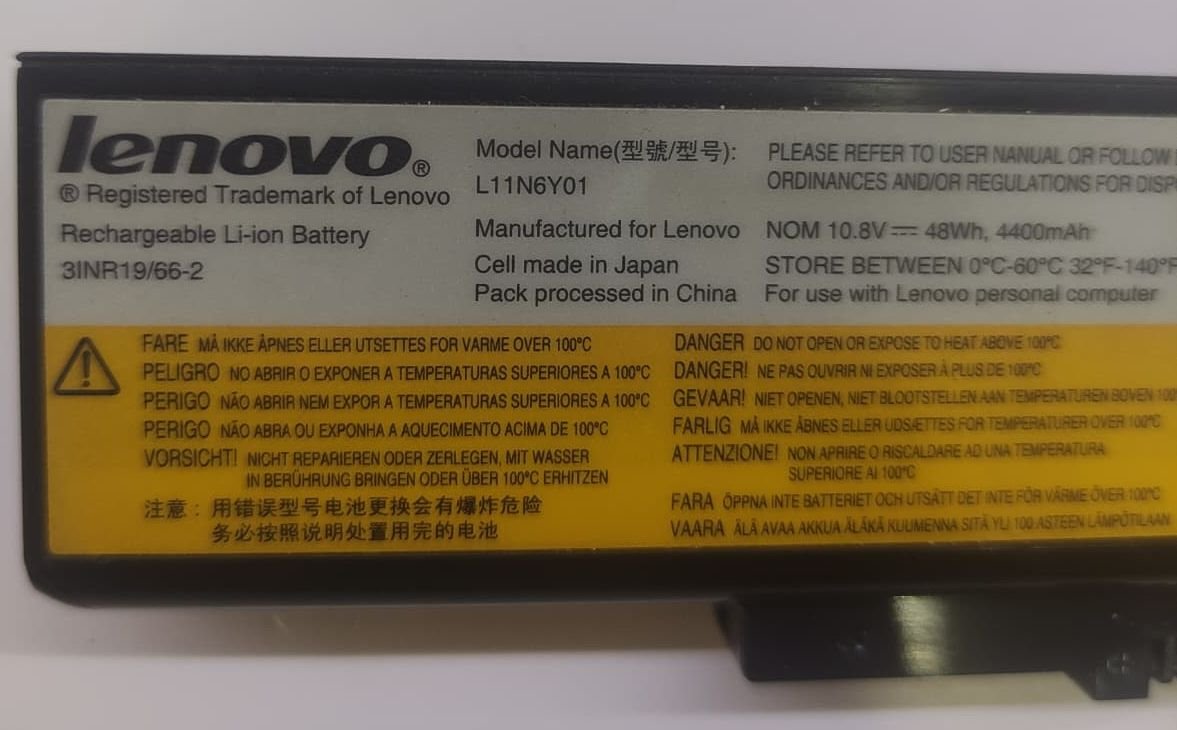 lenovo®
® Registered Trademark of Lenovo
Rechargeable Li-ion Battery
3INR19/66-2
Model Name(型號/型号):
L11N6Y01
Manufactured for Lenovo
Cell made in Japan
Pack processed in China
PLEASE REFER TO USER NANUAL OR FOLLOW
ORDINANCES AND/OR REGULATIONS FOR DISP
NOM 10.8V⎓ 48Wh, 4400mAh
STORE BETWEEN 0°C-60°C 32°F-140°F
For use with Lenovo personal computer
FARE MÅ IKKE ÅPNES ELLER UTSETTES FOR VARME OVER 100°C
PELIGRO NO ABRIR O EXPONER A TEMPERATURAS SUPERIORES A 100°C
PERIGO NÃO ABRIR NEM EXPOR A TEMPERATURAS SUPERIORES A 100°C
PERIGO NÃO ABRA OU EXPONHA A AQUECIMENTO ACIMA DE 100°C
VORSICHT! NICHT REPARIEREN ODER ZERLEGEN, MIT WASSER
IN BERÜHRUNG BRINGEN ODER ÜBER 100°C ERHITZEN
注意：用错误型号电池更换会有爆炸危险
务必按照说明处置用完的电池
DANGER DO NOT OPEN OR EXPOSE TO HEAT ABOVE 100°C
DANGER! NE PAS OUVRIR NI EXPOSER À PLUS DE 100°C
GEVAAR! NIET OPENEN, NIET BLOOTSTELLEN AAN TEMPERATUREN BOVEN 100
FARLIG MÅ IKKE ÅBNES ELLER UDSÆTTES FOR TEMPERATURER OVER 100°C
ATTENZIONE! NON APRIRE O RISCALDARE AD UNA TEMPERATURA
SUPERIORE AI 100°C
FARA ÖPPNA INTE BATTERIET OCH UTSÄTT DET INTE FÖR VÄRME ÖVER 100°C
VAARA ÄLÄ AVAA AKKUA ÄLÄKÄ KUUMENNA SITÄ YLI 100 ASTEEN LÄMPÖTILAAN